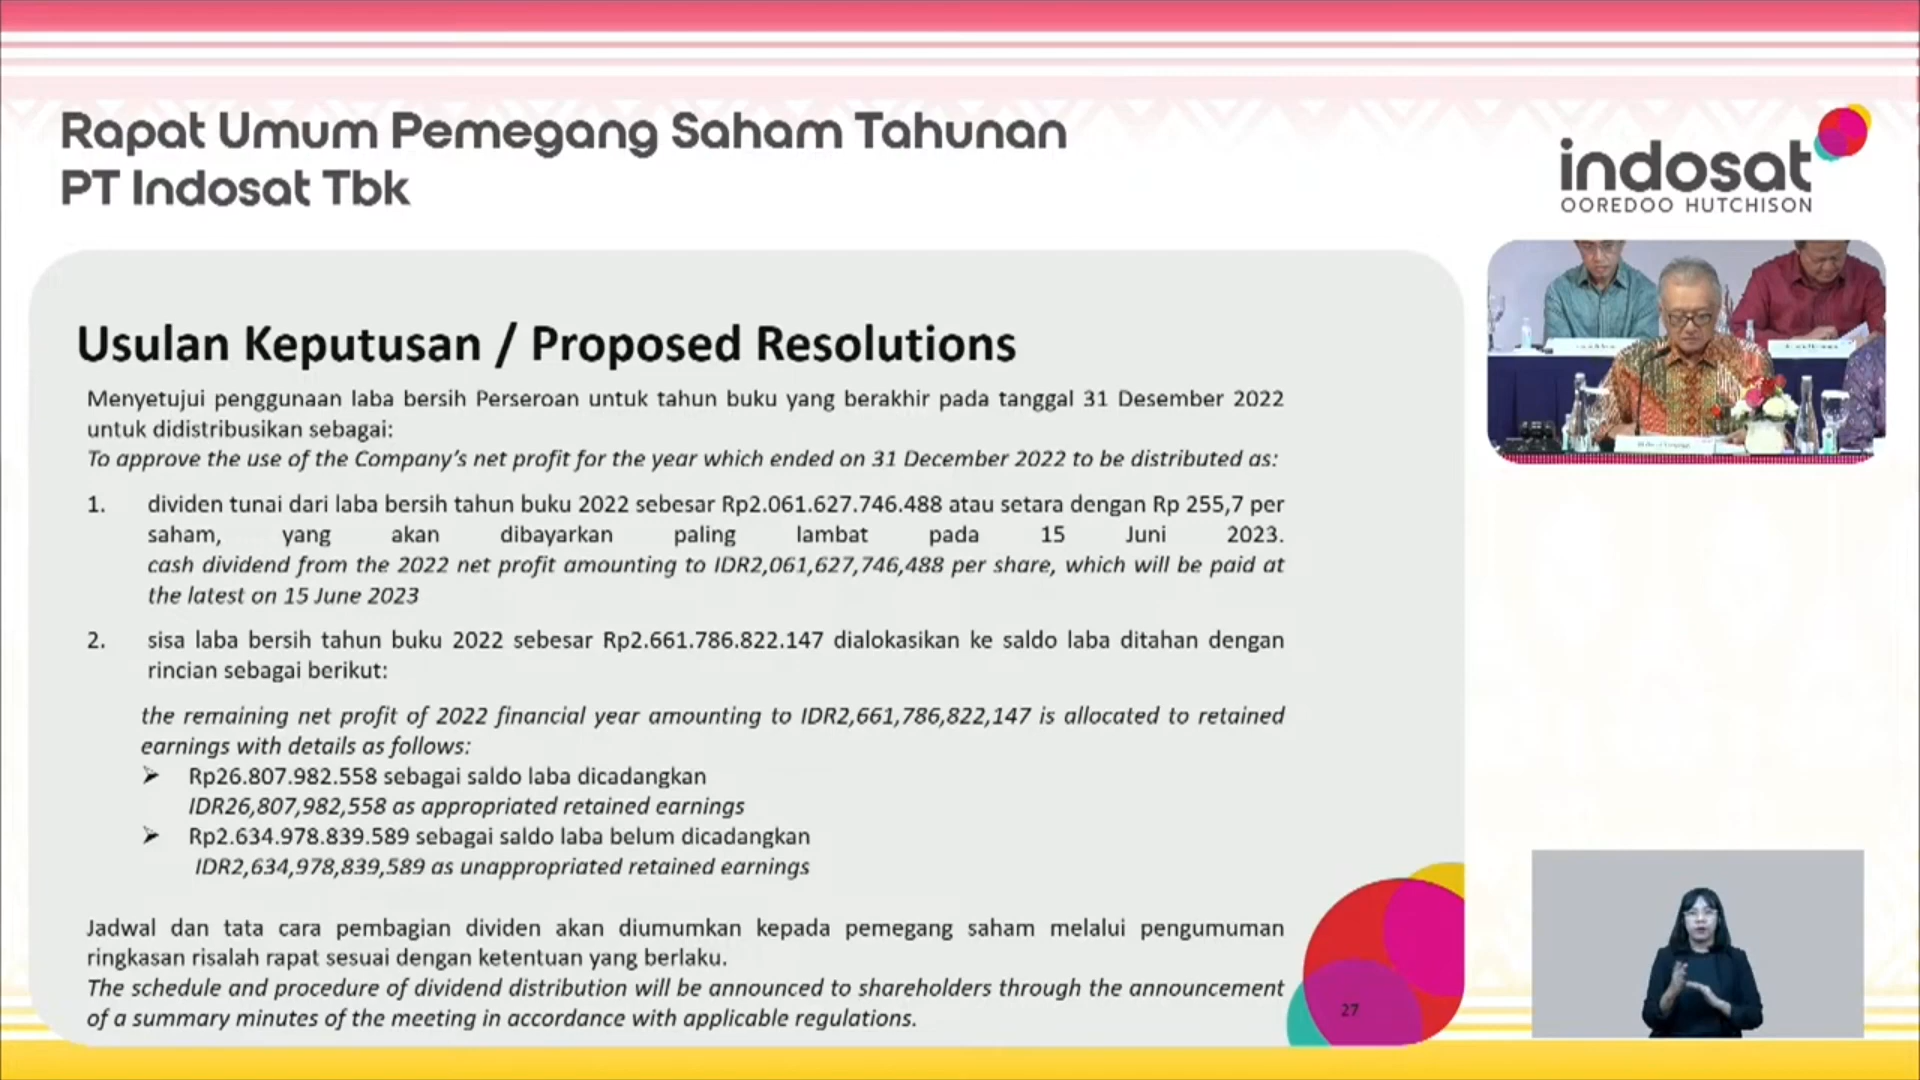 Rapat Umum Pemegang Saham Tahunan
PT Indosat Tbk
indosat
OOREDOO HUTCHISON
Usulan Keputusan / Proposed Resolutions
Menyetujui penggunaan laba bersih Perseroan untuk tahun buku yang berakhir pada tanggal 31 Desember 2022
untuk didistribusikan sebagai:
To approve the use of the Company's net profit for the year which ended on 31 December 2022 to be distributed as:
1. dividen tunai dari laba bersih tahun buku 2022 sebesar Rp2.061.627.746.488 atau setara dengan Rp 255,7 per
saham, yang akan dibayarkan paling lambat pada 15 Juni 2023.
cash dividend from the 2022 net profit amounting to IDR2,061,627,746,488 per share, which will be paid at
the latest on 15 June 2023
2. sisa laba bersih tahun buku 2022 sebesar Rp2.661.786.822.147 dialokasikan ke saldo laba ditahan dengan
rincian sebagai berikut:
the remaining net profit of 2022 financial year amounting to IDR2,661,786,822,147 is allocated to retained
earnings with details as follows:
➢ Rp26.807.982.558 sebagai saldo laba dicadangkan
IDR26,807,982,558 as appropriated retained earnings
➢ Rp2.634.978.839.589 sebagai saldo laba belum dicadangkan
IDR2,634,978,839,589 as unappropriated retained earnings
Jadwal dan tata cara pembagian dividen akan diumumkan kepada pemegang saham melalui pengumuman
ringkasan risalah rapat sesuai dengan ketentuan yang berlaku.
The schedule and procedure of dividend distribution will be announced to shareholders through the announcement
of a summary minutes of the meeting in accordance with applicable regulations.
27